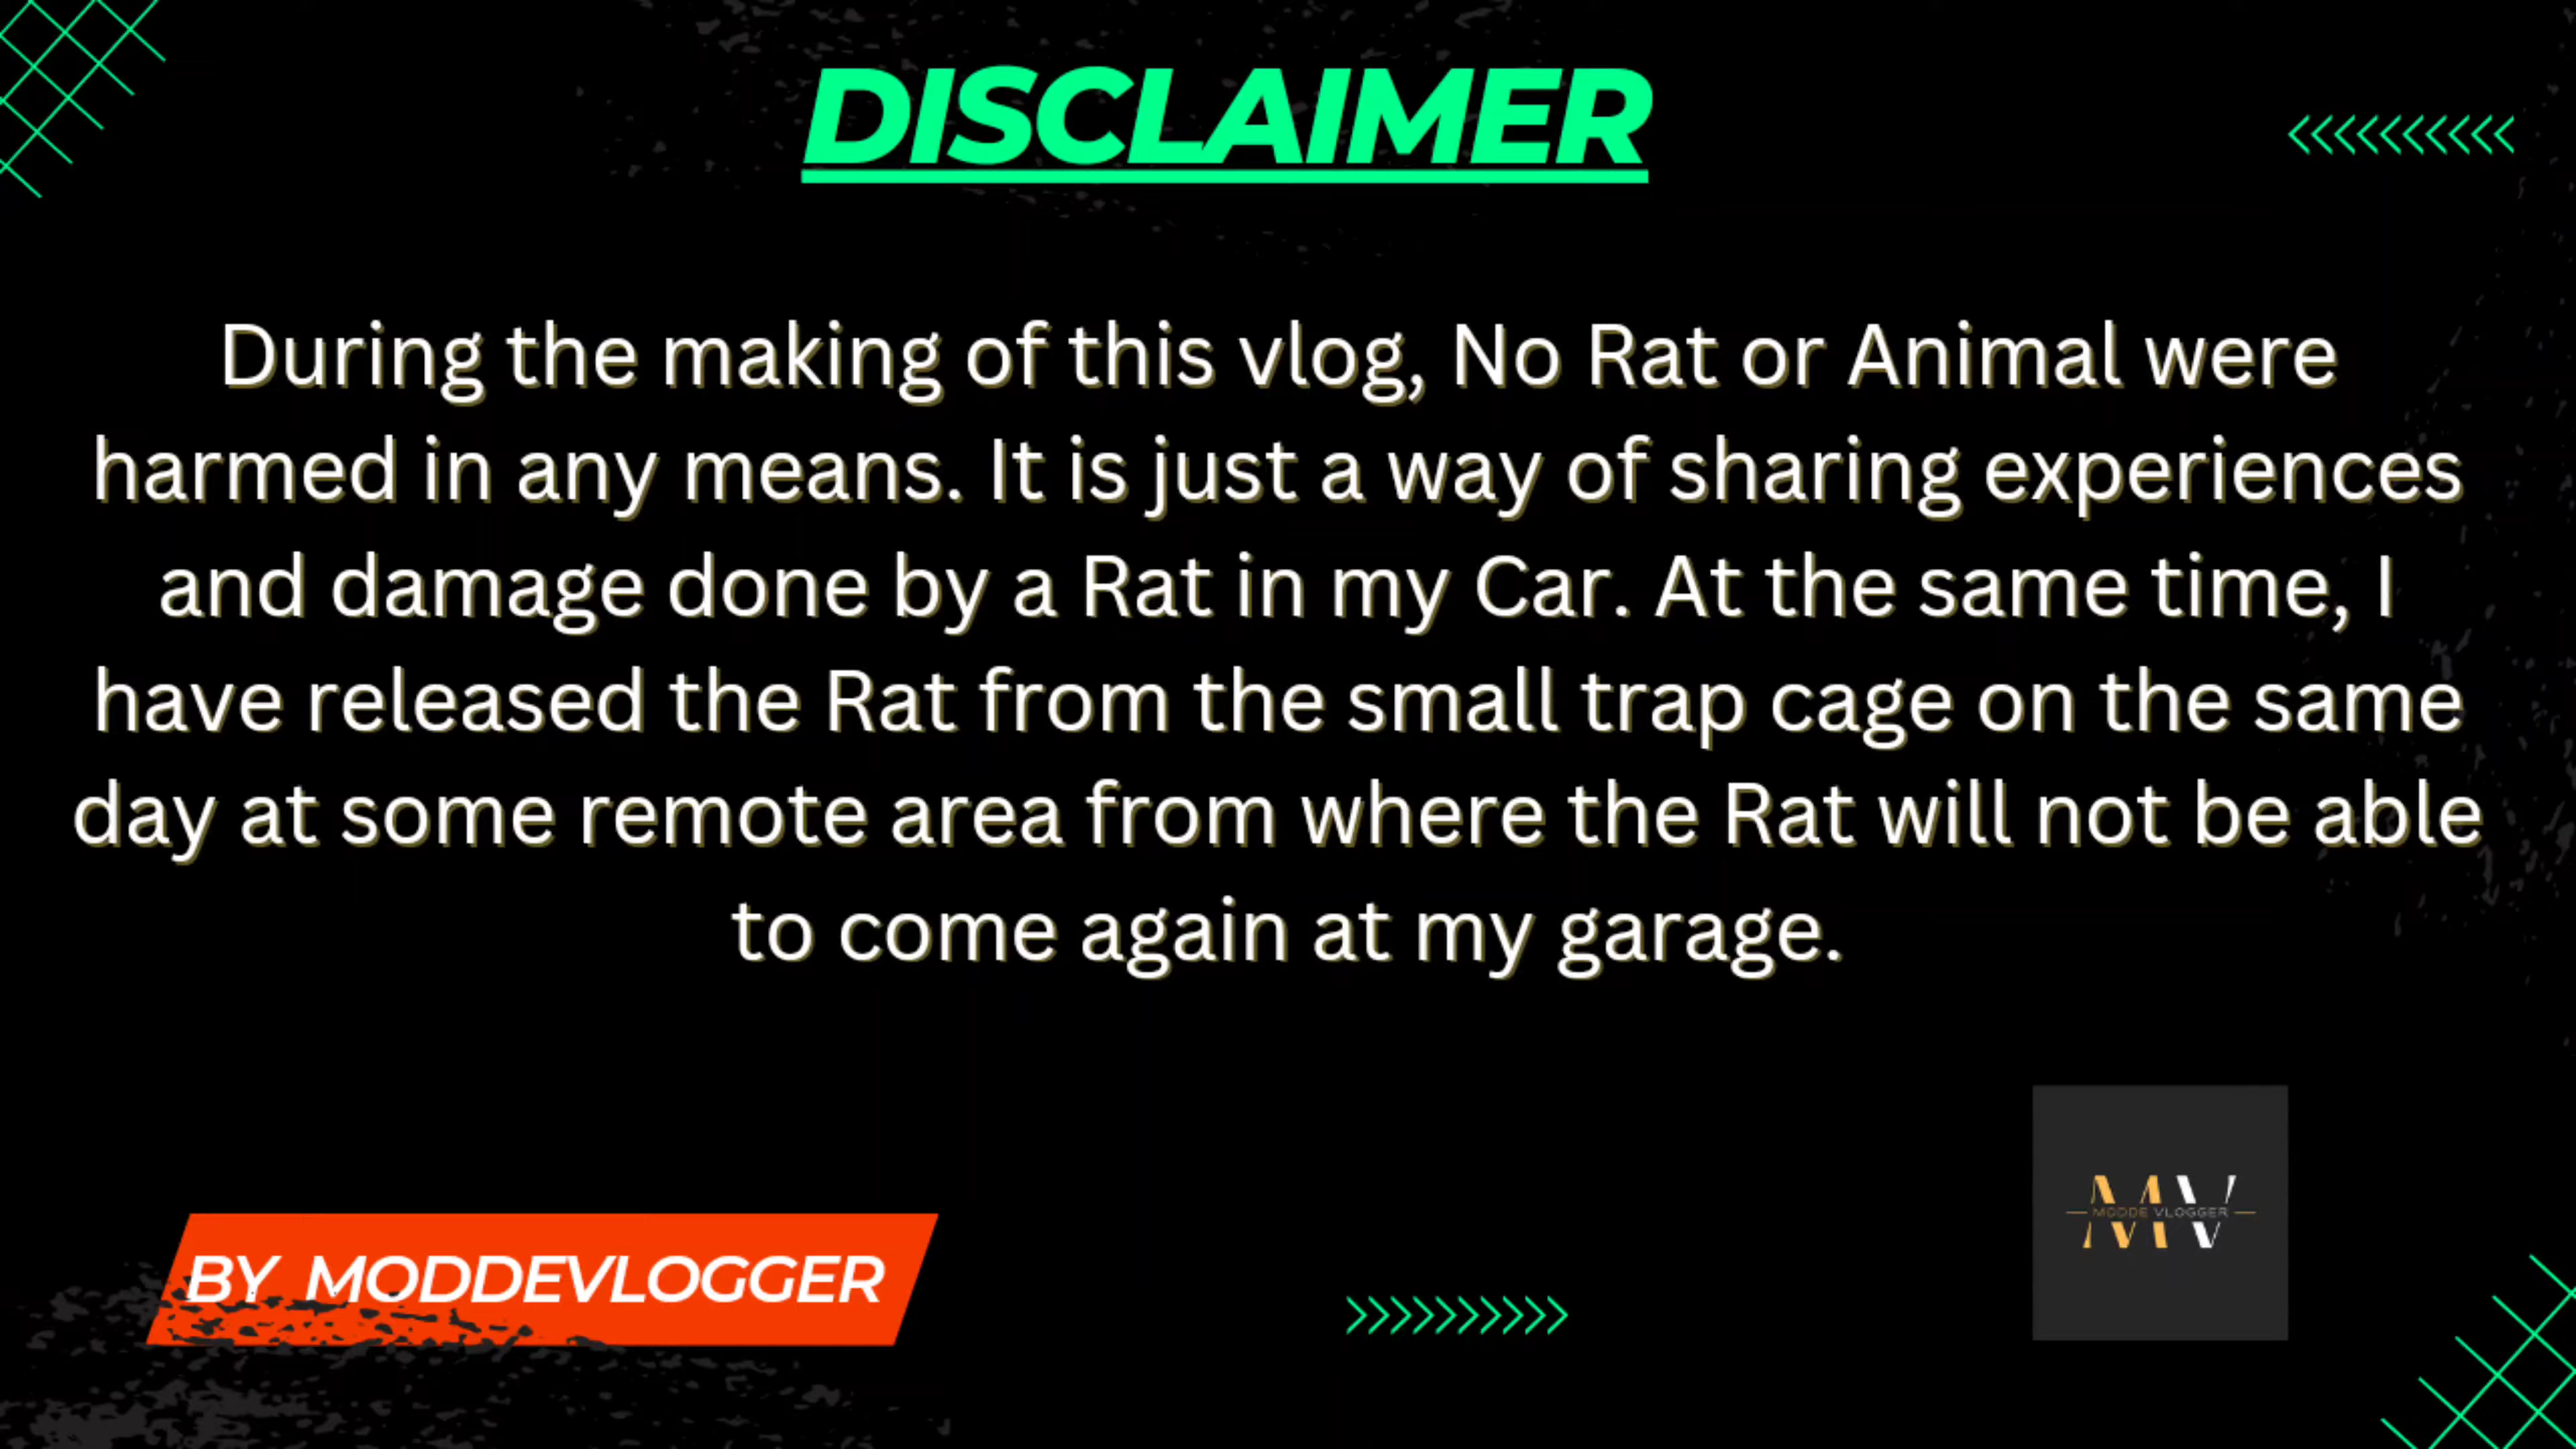 DISCLAIMER
During the making of this vlog, No Rat or Animal were
harmed in any means. It is just a way of sharing experiences
and damage done by a Rat in my Car. At the same time, I
have released the Rat from the small trap cage on the same
day at some remote area from where the Rat will not be able
to come again at my garage.
MV
MODDE VLOGGER
BY MODDEVLOGGER